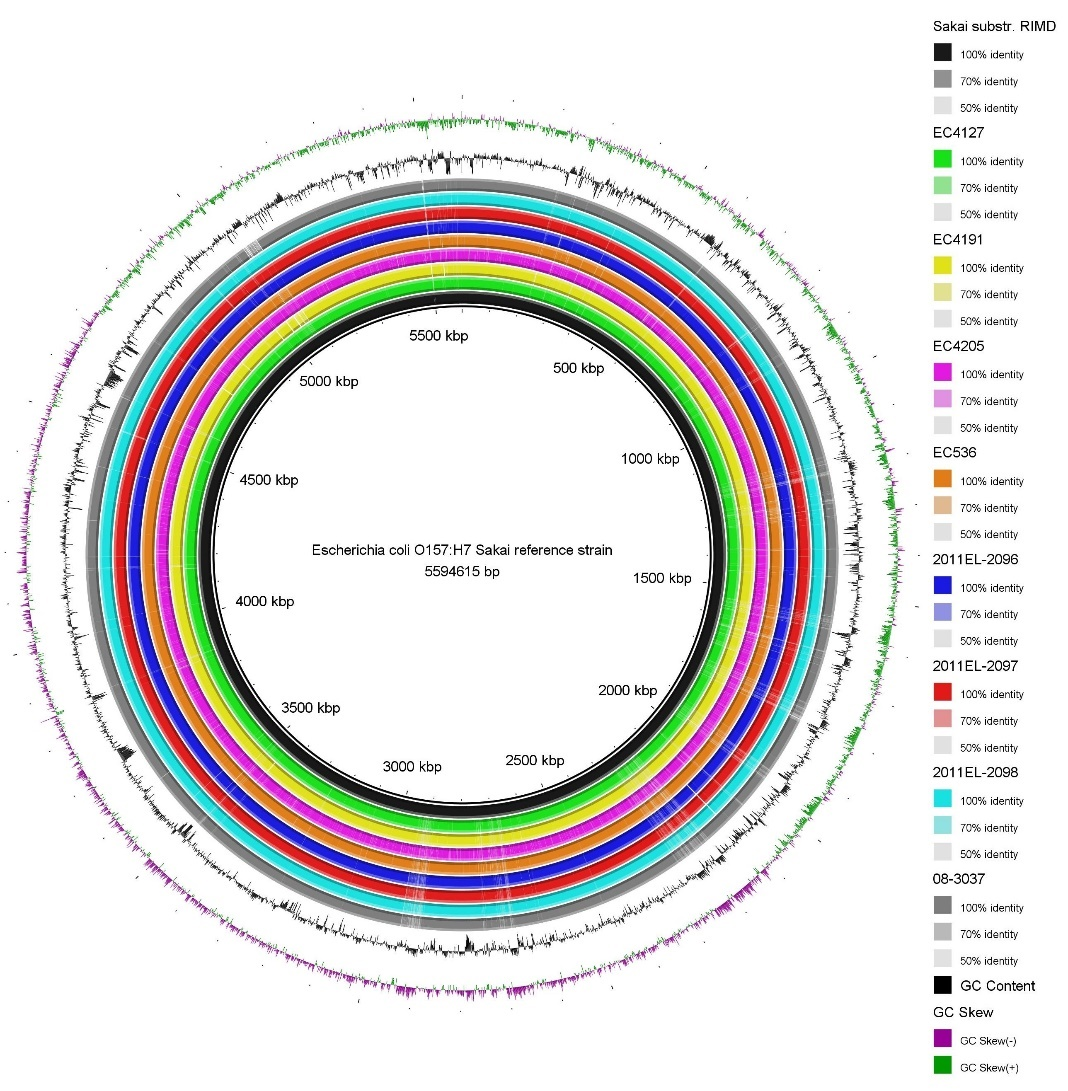 Sakai substr. RIMD
100% identity
70% identity
50% identity
EC4127
100% identity
70% identity
50% identity
EC4191
100% identity
70% identity
50% identity
EC4205
100% identity
70% identity
50% identity
EC536
100% identity
70% identity
50% identity
2011EL-2096
100% identity
70% identity
50% identity
2011EL-2097
100% identity
70% identity
50% identity
2011EL-2098
100% identity
70% identity
50% identity
08-3037
100% identity
70% identity
50% identity
GC Content
GC Skew
GC Skew(-)
GC Skew(+)
5500 kbp
500 kbp
5000 kbp
1000 kbp
4500 kbp
Escherichia coli O157:H7 Sakai reference strain
5594615 bp
1500 kbp
4000 kbp
2000 kbp
3500 kbp
2500 kbp
3000 kbp